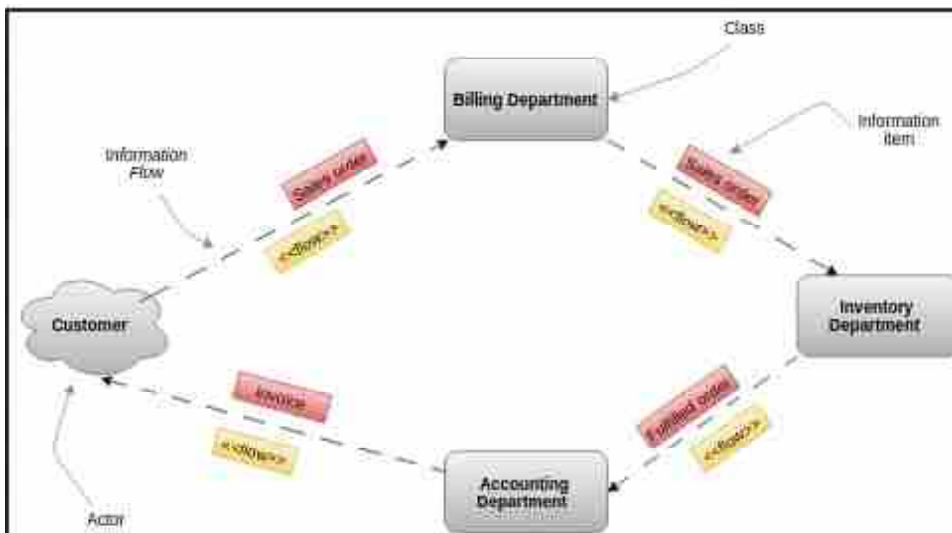 Class
Billing Department
Information
item
Information
Flow
Sales order
<<flow>>
Sales order
<<flow>>
Customer
Inventory
Department
Invoice
<<flow>>
Fulfilled order
<<flow>>
Accounting
Department
Actor